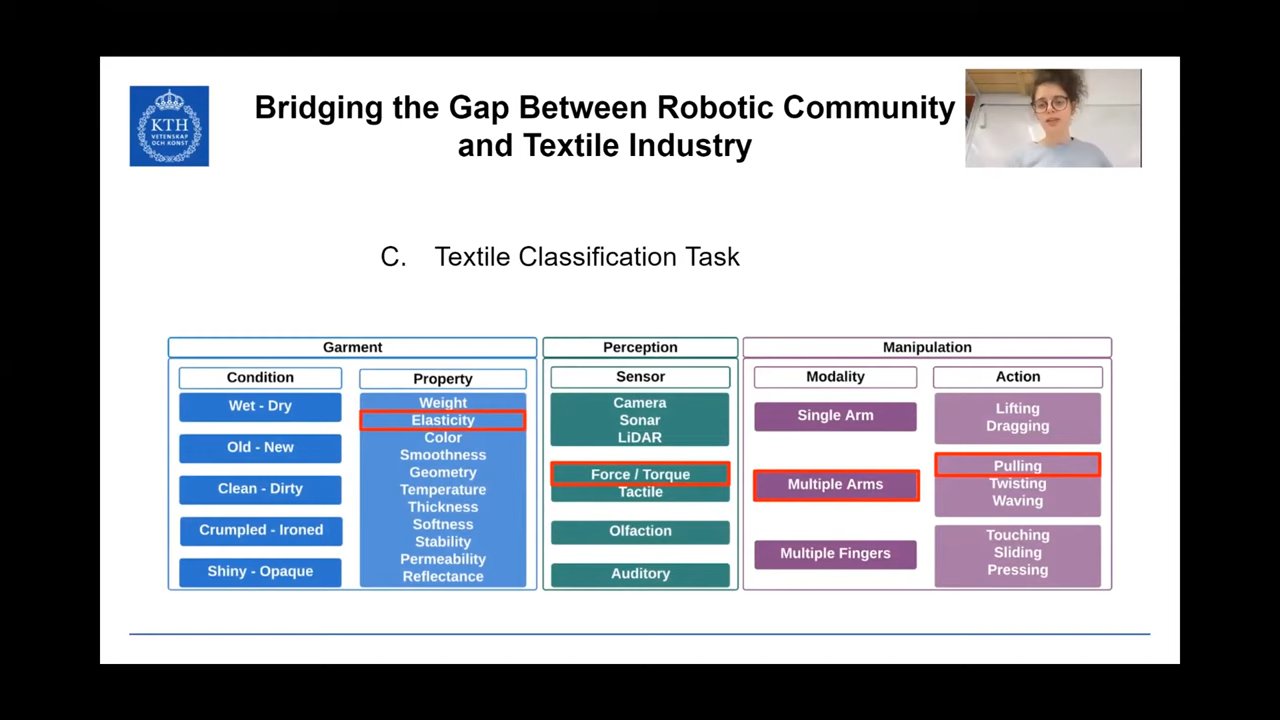 KTH
VETENSKAP
OCH KONST
Bridging the Gap Between Robotic Community
and Textile Industry
C. Textile Classification Task
Garment
Condition
Wet - Dry
Old - New
Clean - Dirty
Crumpled - Ironed
Shiny - Opaque
Property
Weight
Elasticity
Color
Smoothness
Geometry
Temperature
Thickness
Softness
Stability
Permeability
Reflectance
Perception
Sensor
Camera
Sonar
LiDAR
Force / Torque
Tactile
Olfaction
Auditory
Manipulation
Modality
Single Arm
Multiple Arms
Multiple Fingers
Action
Lifting
Dragging
Pulling
Twisting
Waving
Touching
Sliding
Pressing